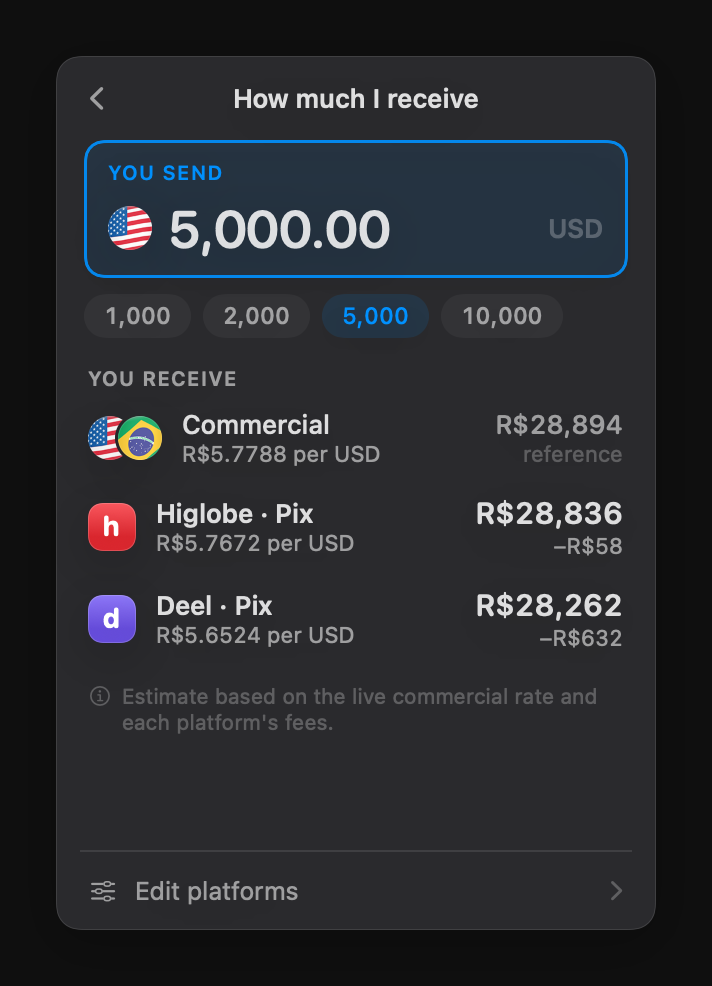 How much I receive
YOU SEND
5,000.00 USD
1,000 2,000 5,000 10,000
YOU RECEIVE
Commercial R$28,894
R$5.7788 per USD reference
h Higlobe · Pix R$28,836
R$5.7672 per USD –R$58
d Deel · Pix R$28,262
R$5.6524 per USD –R$632
Estimate based on the live commercial rate and
each platform's fees.
Edit platforms